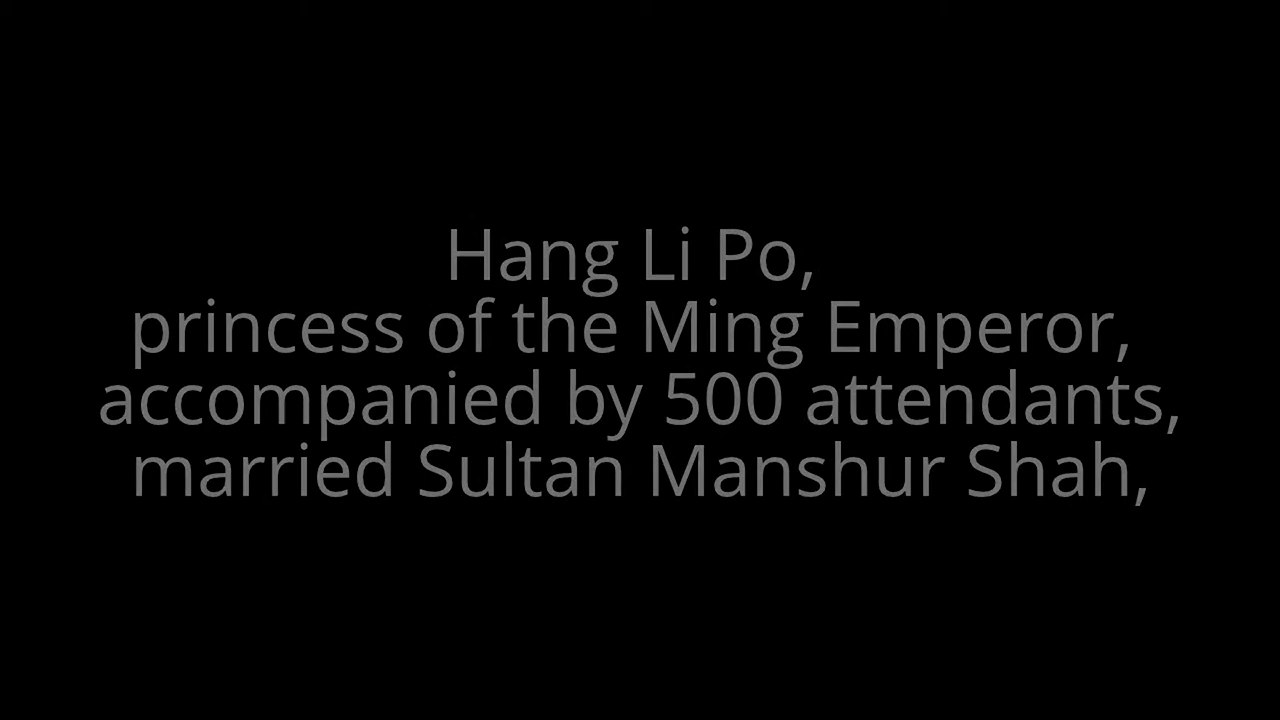 Hang Li Po,
princess of the Ming Emperor,
accompanied by 500 attendants,
married Sultan Manshur Shah,